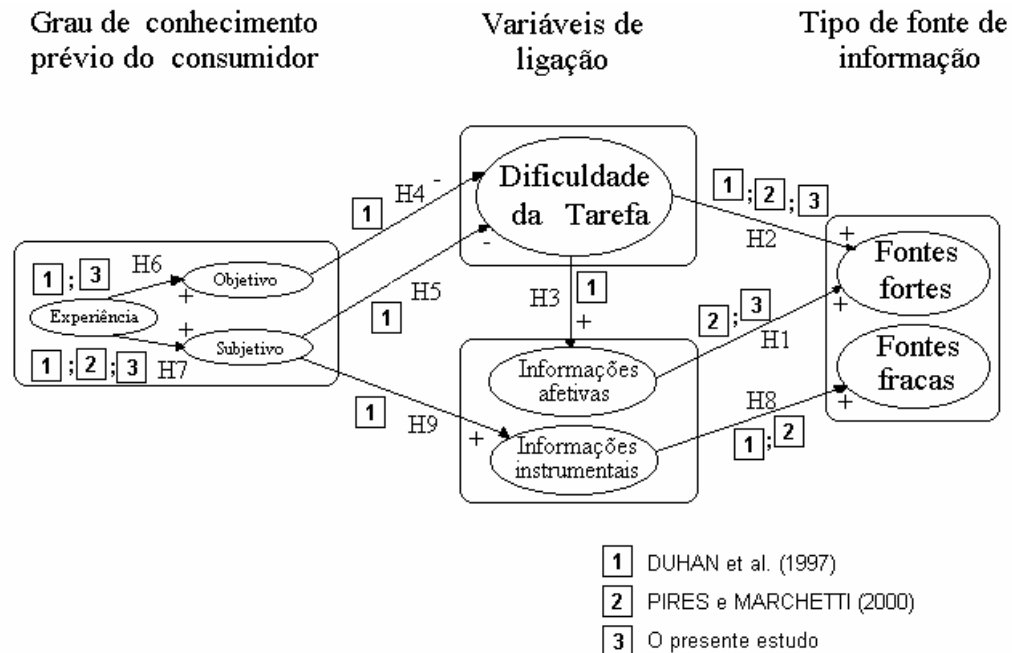 Grau de conhecimento
prévio do consumidor
Variáveis de
ligação
Tipo de fonte de
informação
Dificuldade
da Tarefa
1;2;3
H2
+
Fontes
fortes
+
Fontes
fracas
+
1
H4
-
-
H5
1
H3
1
+
1;3
H6
Objetivo
+
Experiência
+
Subjetivo
1;2;3
H7
1
H9
+
Informações
afetivas
Informações
instrumentais
2;3
H1
H8
1;2
1 DUHAN et al. (1997)
2 PIRES e MARCHETTI (2000)
3 O presente estudo